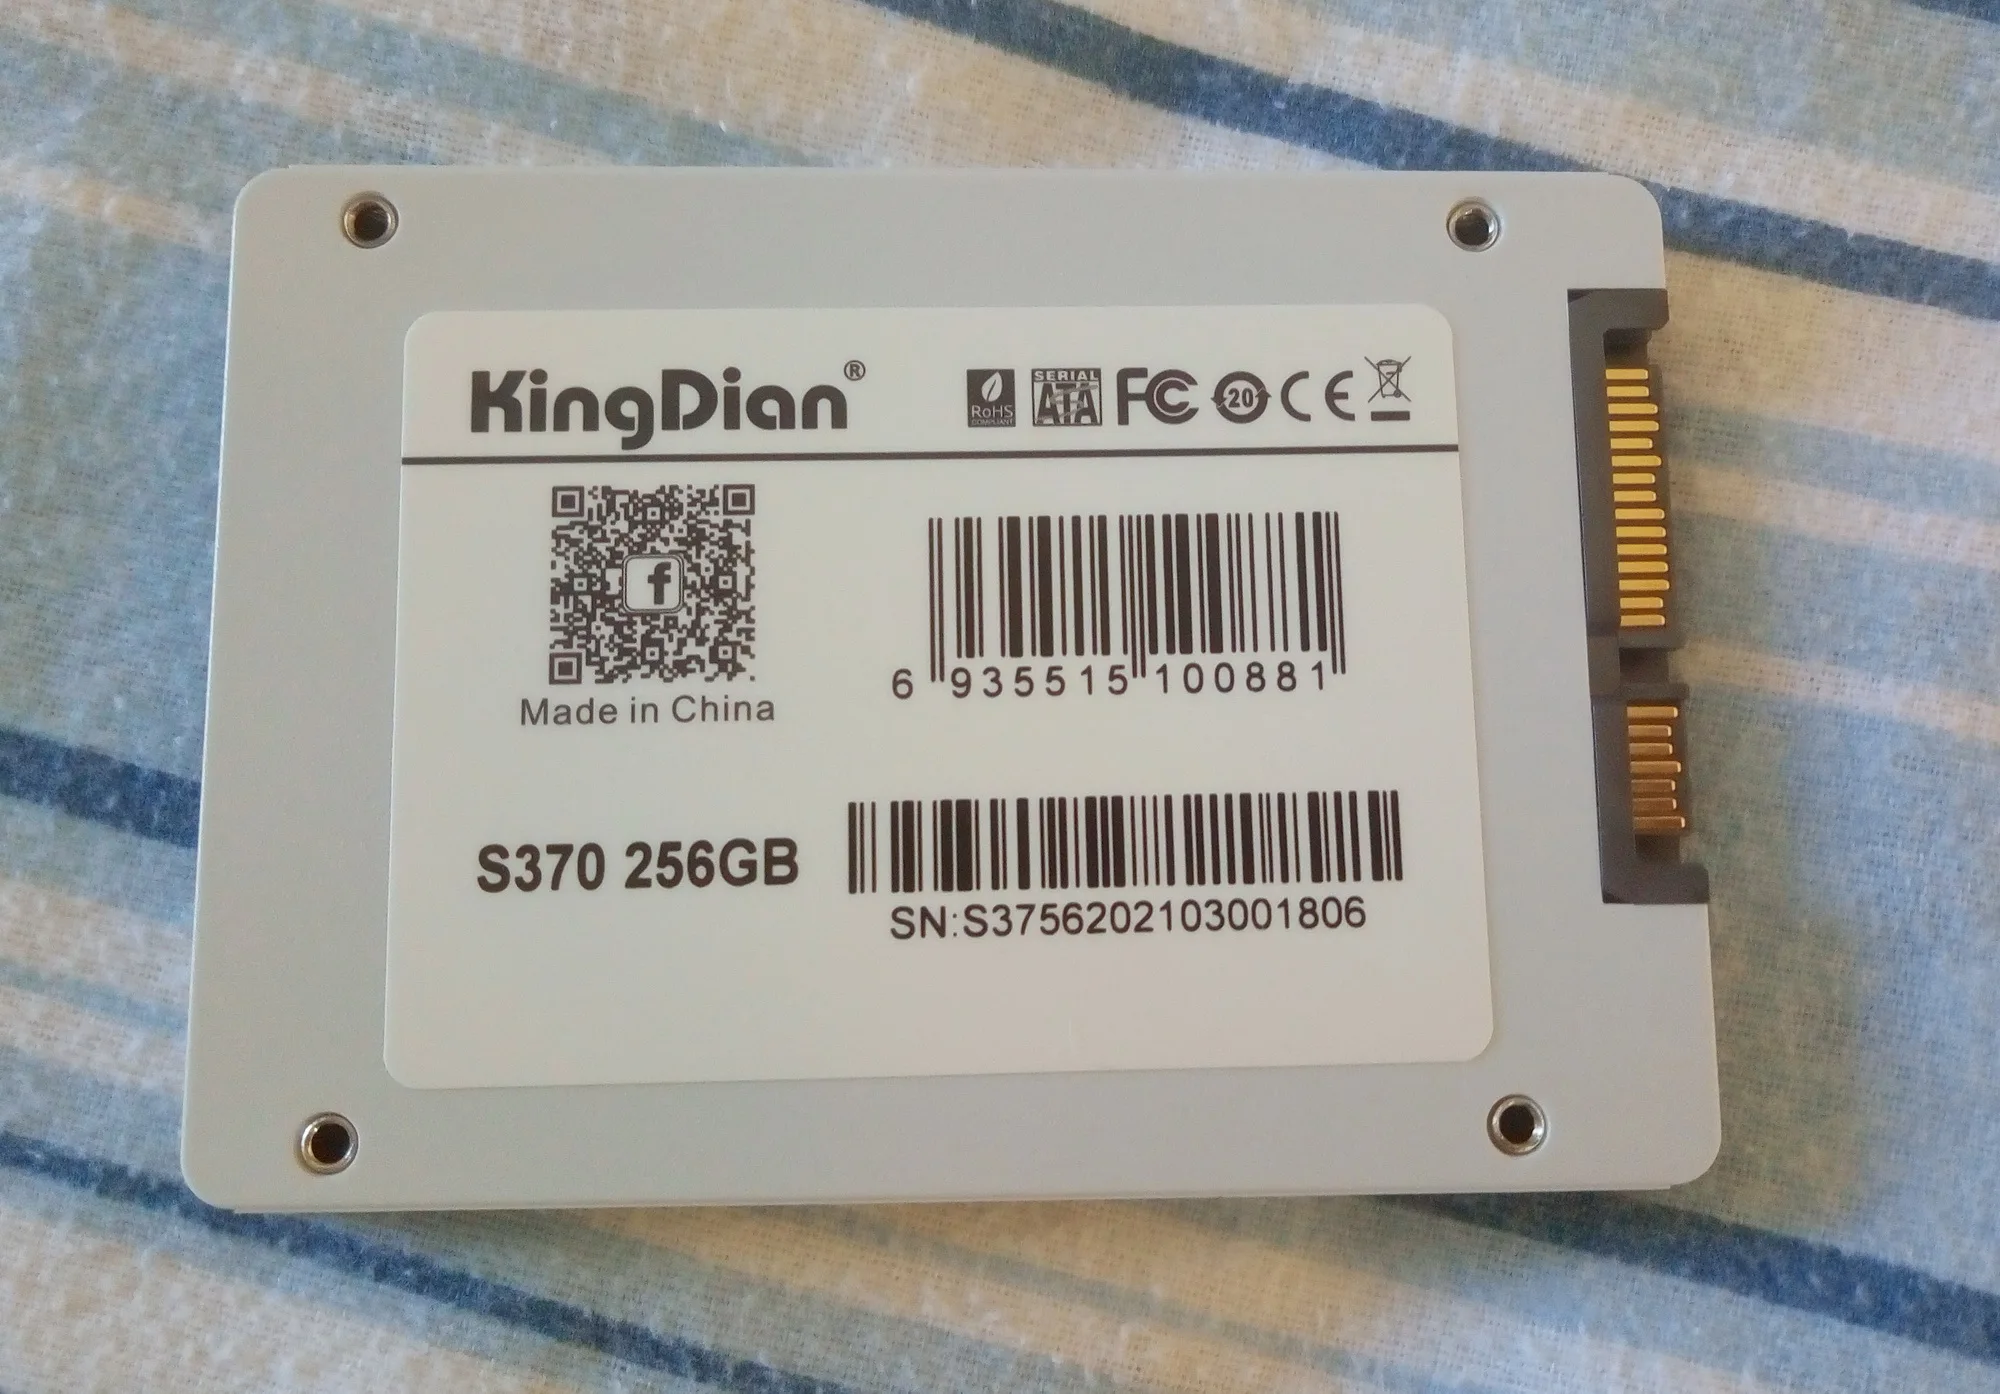 KingDian®
RoHS
COMPLIANT
SERIAL
ATA
FC
20
CE
f
Made in China
6 935515 100881
S370 256GB
SN:S3756202103001806